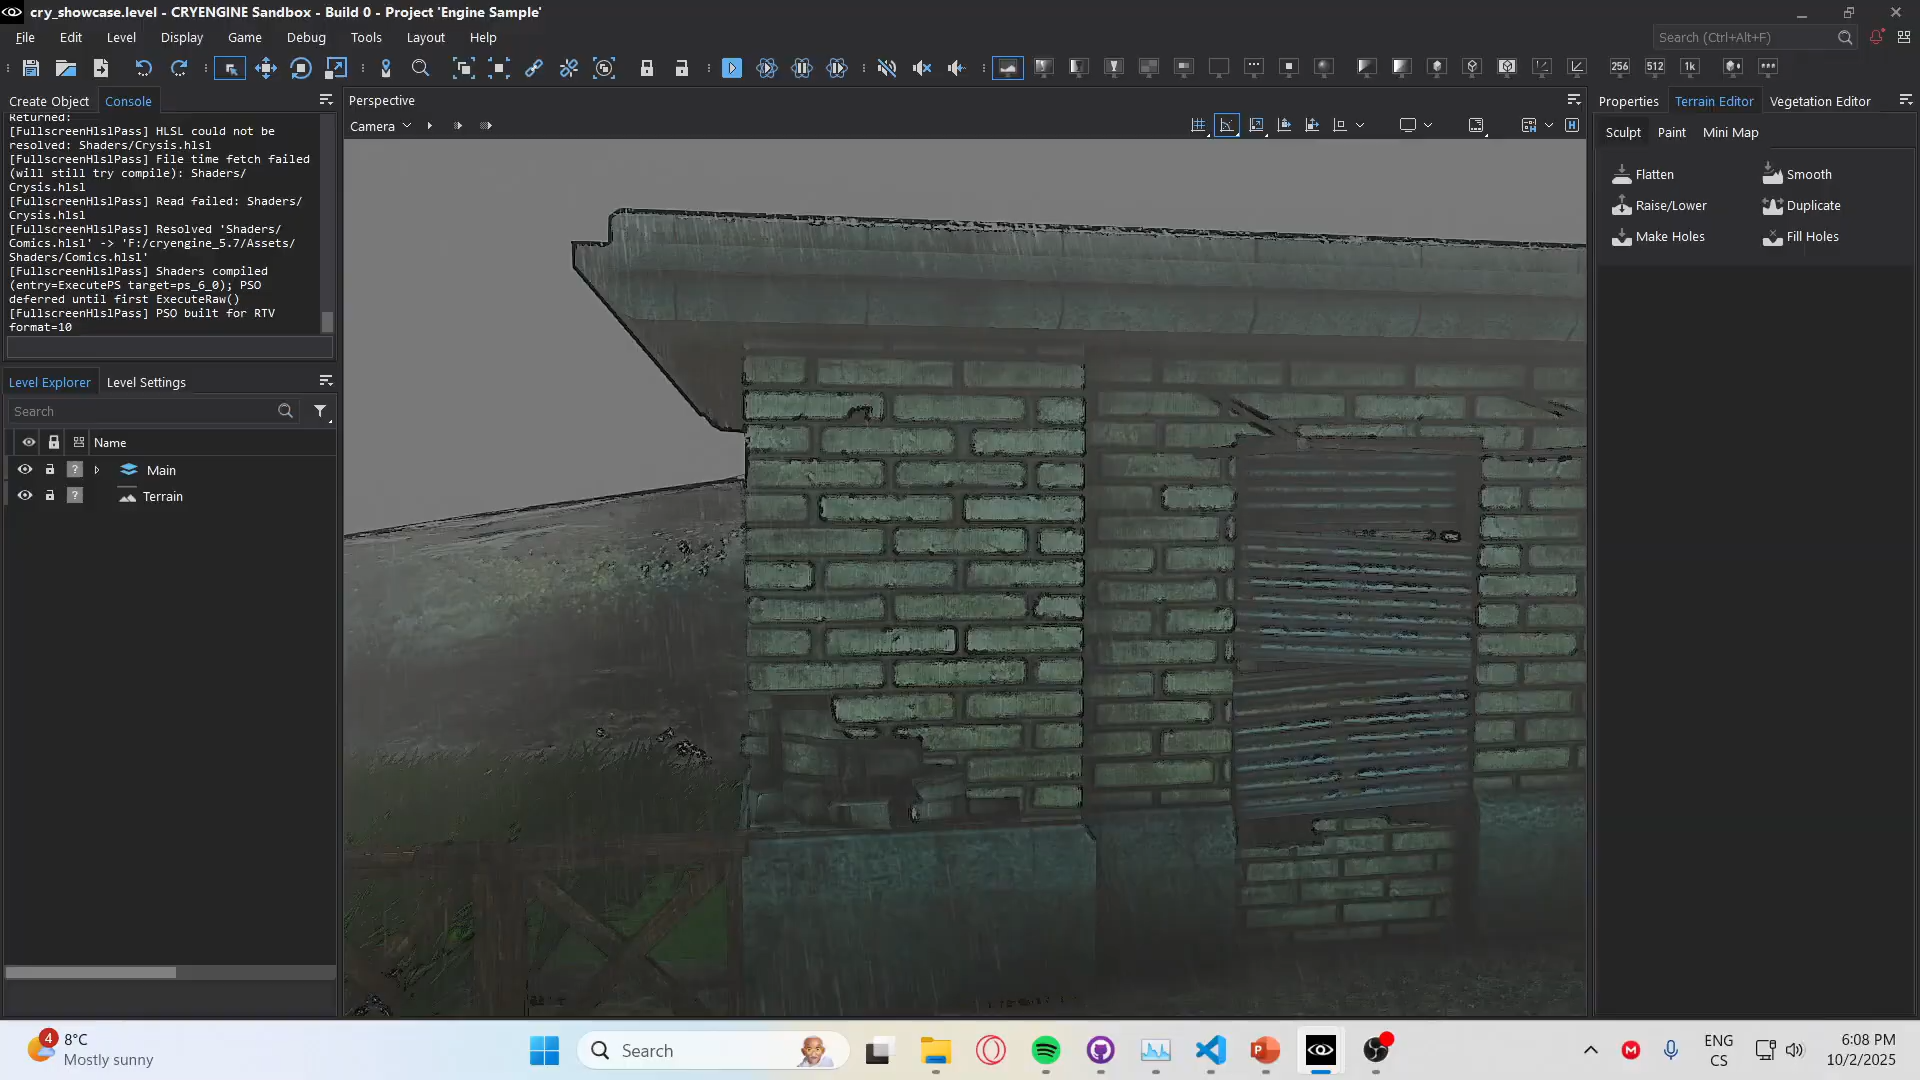 cry_showcase.level - CRYENGINE Sandbox - Build 0 - Project 'Engine Sample'
File Edit Level Display Game Debug Tools Layout Help
Search (Ctrl+Alt+F)
256 512 1k
Create Object Console
Returned:
[FullscreenHlslPass] HLSL could not be
resolved: Shaders/Crysis.hlsl
[FullscreenHlslPass] File time fetch failed
(will still try compile): Shaders/
Crysis.hlsl
[FullscreenHlslPass] Read failed: Shaders/
Crysis.hlsl
[FullscreenHlslPass] Resolved 'Shaders/
Comics.hlsl' -> 'F:/cryengine_5.7/Assets/
Shaders/Comics.hlsl'
[FullscreenHlslPass] Shaders compiled
(entry=ExecutePS target=ps_6_0); PSO
deferred until first ExecuteRaw()
[FullscreenHlslPass] PSO built for RTV
format=10
Level Explorer Level Settings
Search
Name
? Main
? Terrain
Perspective
Camera
Properties Terrain Editor Vegetation Editor
Sculpt Paint Mini Map
Flatten Smooth
Raise/Lower Duplicate
Make Holes Fill Holes
4 8°C
Mostly sunny
Search
ENG
CS
6:08 PM
10/2/2025